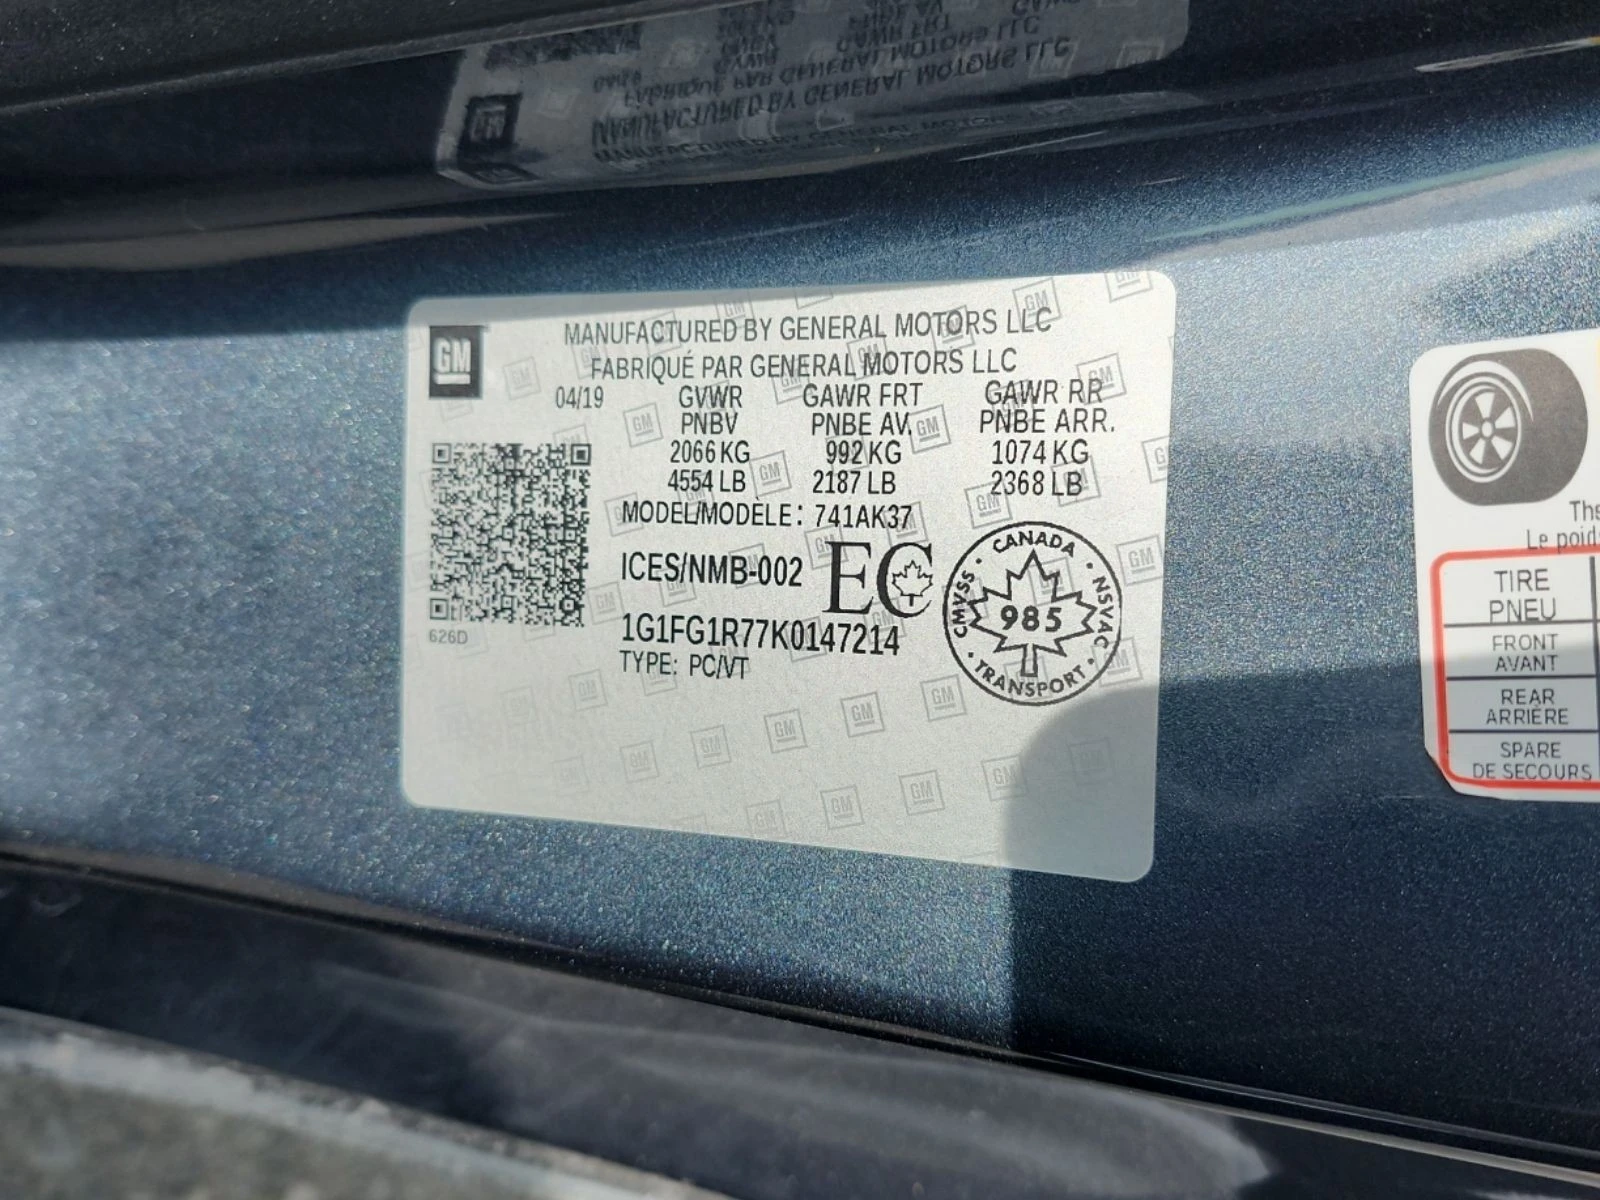 MANUFACTURED BY GENERAL MOTORS LLC
FABRIQUÉ PAR GENERAL MOTORS LLC
GM
04/19 GVWR GAWR FRT GAWR RR
PNBV PNBE AV. PNBE ARR.
2066 KG 992 KG 1074 KG
4554 LB 2187 LB 2368 LB
MODEL/MODÈLE: 741AK37
ICES/NMB-002 EC
1G1FG1R77K0147214
TYPE: PC/VT
626D
CANADA
CMVSS 985 NSVAC
TRANSPORT
Le
TIRE
PNEU
FRONT
AVANT
REAR
ARRIÈRE
SPARE
DE SECOURS